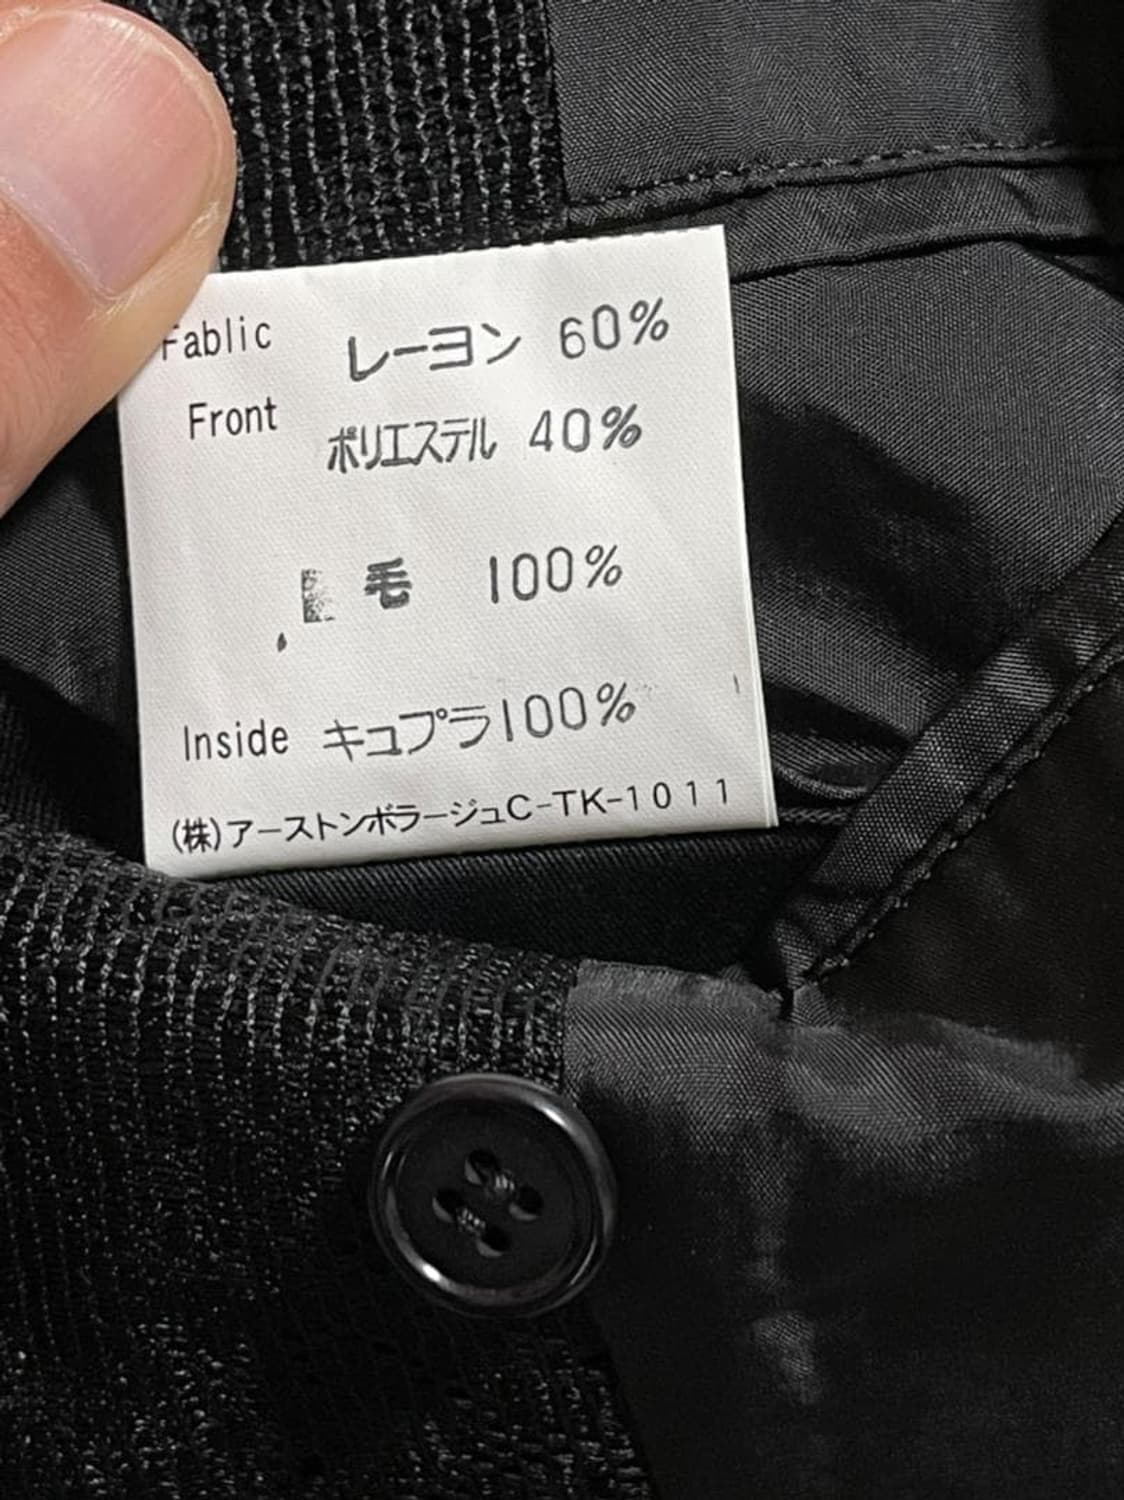 Fablic レーヨン 60%
Front ポリエステル 40%
毛 100%
Inside キュプラ100%
(株)アーストンボラージュC-TK-1011